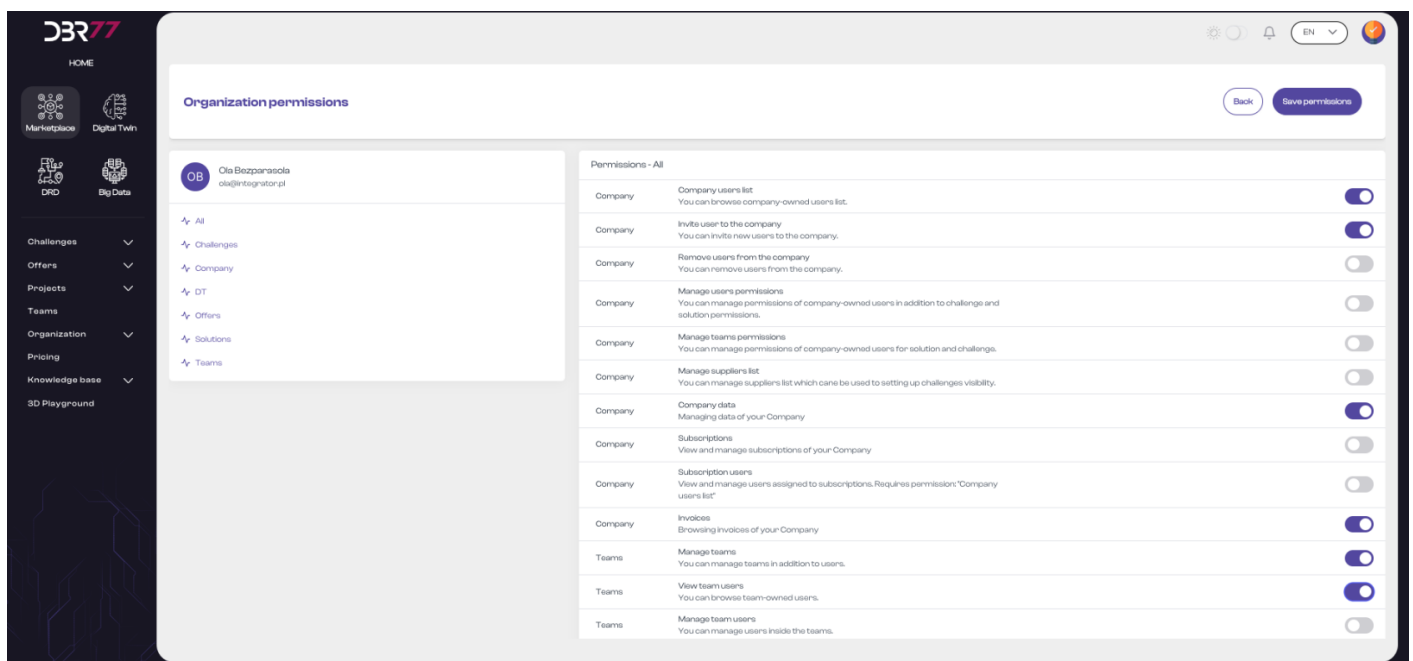 DBR77
HOME
Marketplace
Digital Twin
DRD
Big Data
Challenges
Offers
Projects
Teams
Organization
Pricing
Knowledge base
3D Playground
EN
Organization permissions
Back
Save permissions
OB
Ola Bezparasola
ola@integrator.pl
All
Challenges
Company
DT
Offers
Solutions
Teams
Permissions - All
Company
Company users list
You can browse company-owned users list.
Company
Invite user to the company
You can invite new users to the company.
Company
Remove users from the company
You can remove users from the company.
Company
Manage users permissions
You can manage permissions of company-owned users in addition to challenge and
solution permissions.
Company
Manage teams permissions
You can manage permissions of company-owned users for solution and challenge.
Company
Manage suppliers list
You can manage suppliers list which cane be used to setting up challenges visibility.
Company
Company data
Managing data of your Company
Company
Subscriptions
View and manage subscriptions of your Company
Company
Subscription users
View and manage users assigned to subscriptions. Requires permission: "Company
users list"
Company
Invoices
Browsing invoices of your Company
Teams
Manage teams
You can manage teams in addition to users.
Teams
View team users
You can browse team-owned users.
Teams
Manage team users
You can manage users inside the teams.